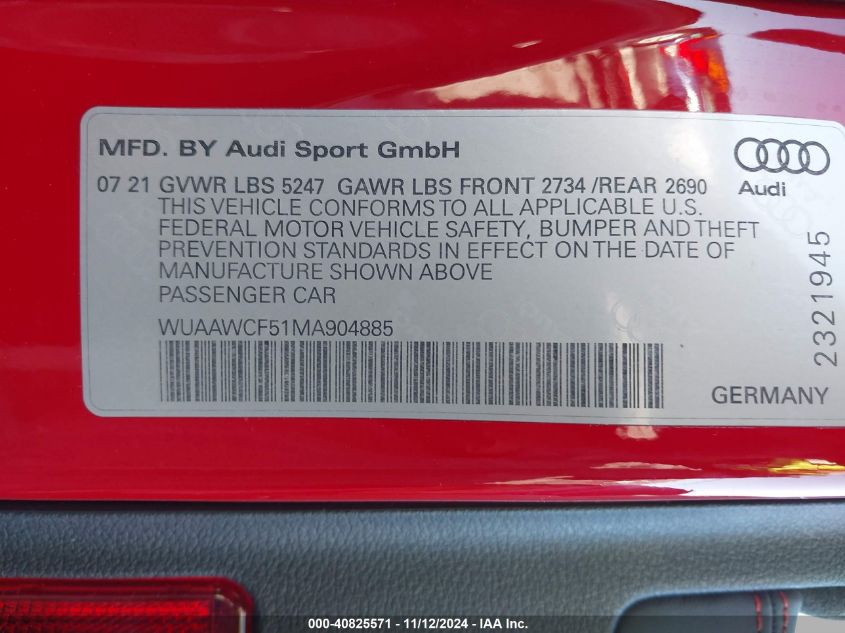 MFD. BY Audi Sport GmbH
07 21 GVWR LBS 5247 GAWR LBS FRONT 2734 /REAR 2690
THIS VEHICLE CONFORMS TO ALL APPLICABLE U.S.
FEDERAL MOTOR VEHICLE SAFETY, BUMPER AND THEFT
PREVENTION STANDARDS IN EFFECT ON THE DATE OF
MANUFACTURE SHOWN ABOVE
PASSENGER CAR
WUAAWCF51MA904885
Audi
2321945
GERMANY
000-40825571 - 11/12/2024 - IAA Inc.